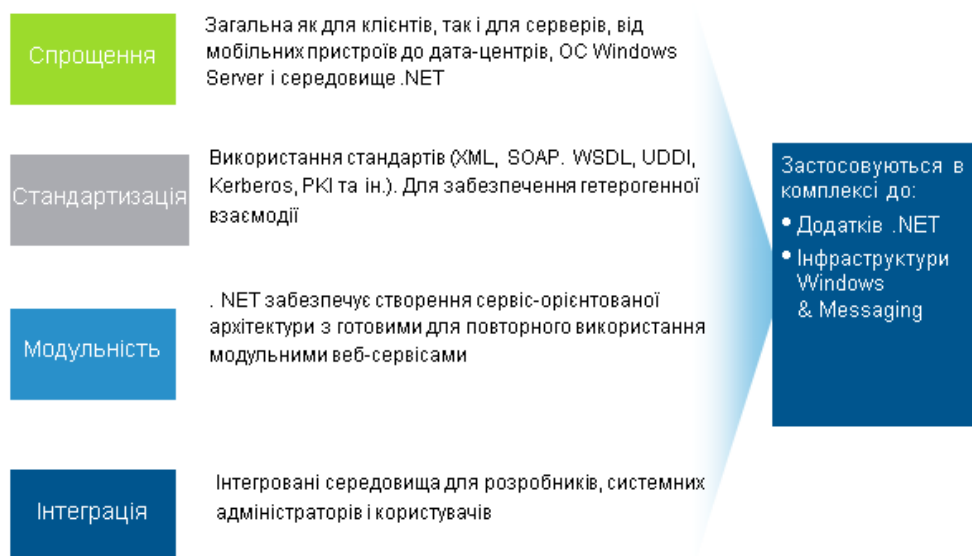 Спрощення
Загальна як для клієнтів, так і для серверів, від
мобільних пристроїв до дата-центрів, ОС Windows
Server і середовище .NET
Стандартизація
Використання стандартів (XML, SOAP. WSDL, UDDI,
Kerberos, PKI та ін.). Для забезпечення гетерогенної
взаємодії
Модульність
. NET забезпечує створення сервіс-орієнтованої
архітектури з готовими для повторного використання
модульними веб-сервісами
Інтеграція
Інтегровані середовища для розробників, системних
адміністраторів і користувачів
Застосовуються в
комплексі до:
• Додатків .NET
• Інфраструктури
Windows
& Messaging